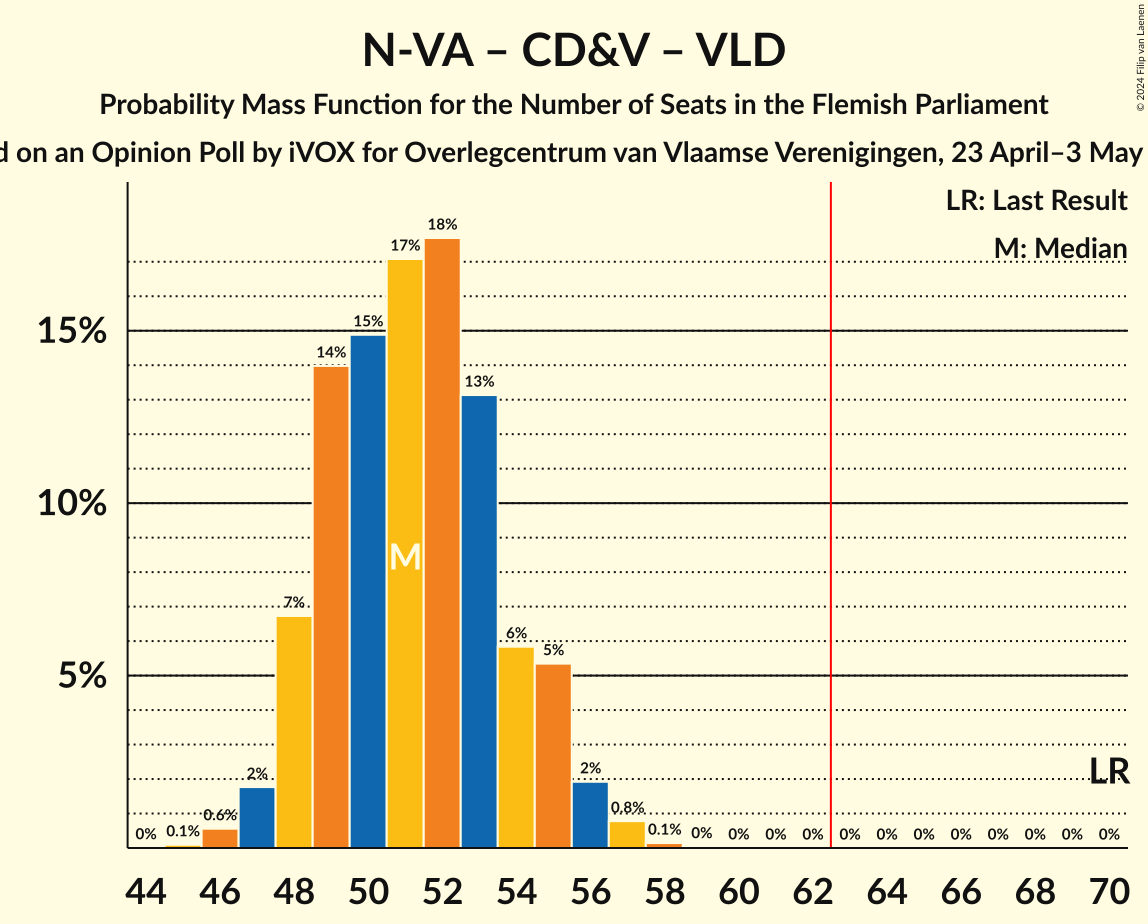 N-VA – CD&V – VLD
Probability Mass Function for the Number of Seats in the Flemish Parliament
on an Opinion Poll by iVOX for Overlegcentrum van Vlaamse Verenigingen, 23 April–3 May
© 2024 Filip van Laenen
LR: Last Result
M: Median
18%
17%
15%
15%
14%
13%
10%
M
7%
6%
5%
5%
LR
2%
2%
0.6%
0.8%
0% 0.1% 0.1% 0% 0% 0% 0% 0% 0% 0% 0% 0% 0% 0% 0%
44 46 48 50 52 54 56 58 60 62 64 66 68 70